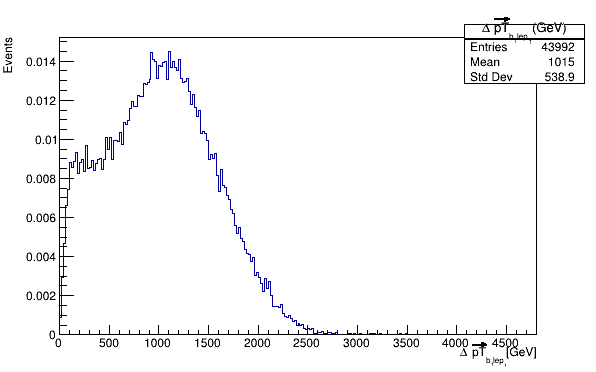 Δ pT b₁lep₁ (GeV)
Entries 43992
Mean 1015
Std Dev 538.9
Events
0.014
0.012
0.01
0.008
0.006
0.004
0.002
0
0 500 1000 1500 2000 2500 3000 3500 4000 4500
Δ pT b₁lep₁ [GeV]